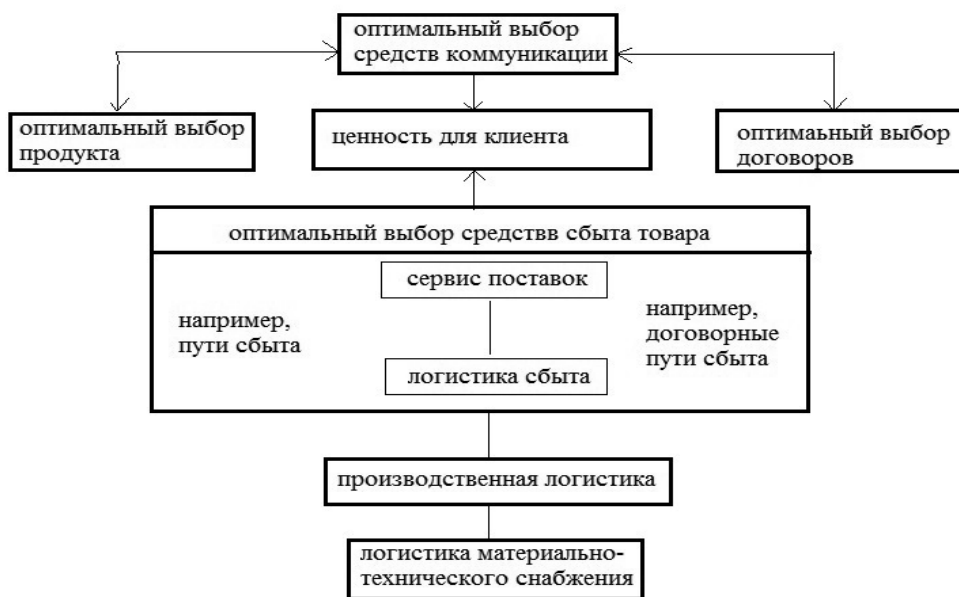 оптимальный выбор
средств коммуникации
оптимальный выбор
продукта
ценность для клиента
оптимаьный выбор
договоров
оптимальный выбор средствв сбыта товара
сервис поставок
например,
пути сбыта
например,
договорные
пути сбыта
логистика сбыта
производственная логистика
логистика материально-
технического снабжения